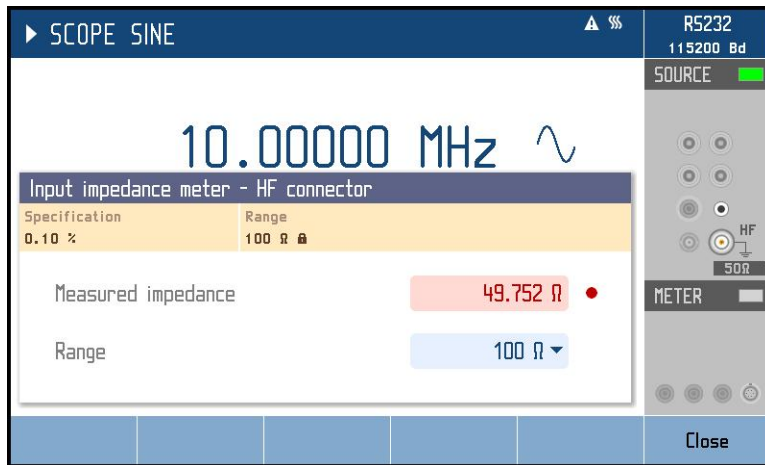 SCOPE SINE
RS232
115200 Bd
SOURCE
10.00000 MHz
Input impedance meter - HF connector
Specification
Range
0.10 %
100 Ω
HF
50Ω
Measured impedance
49.752 Ω
METER
Range
100 Ω
Close